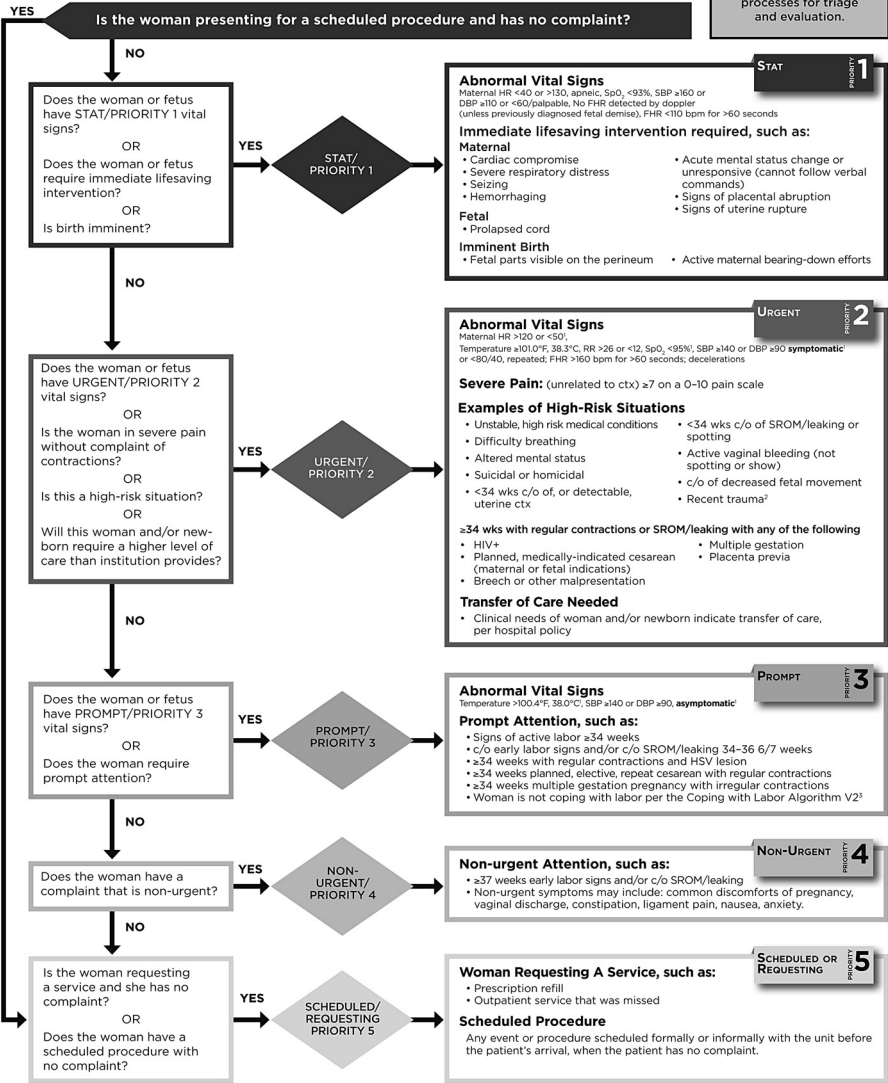 YES
Is the woman presenting for a scheduled procedure and has no complaint?
processes for triage
and evaluation.
NO
Does the woman or fetus
have STAT/PRIORITY 1 vital
signs?
OR
Does the woman or fetus
require immediate lifesaving
intervention?
OR
Is birth imminent?
YES
STAT/
PRIORITY 1
STAT
PRIORITY 1
Abnormal Vital Signs
Maternal HR <40 or >130, apneic, SpO₂ <93%, SBP ≥160 or
DBP ≥110 or <60/palpable, No FHR detected by doppler
(unless previously diagnosed fetal demise), FHR <110 bpm for >60 seconds
Immediate lifesaving intervention required, such as:
Maternal
• Cardiac compromise
• Severe respiratory distress
• Seizing
• Hemorrhaging
• Acute mental status change or
unresponsive (cannot follow verbal
commands)
• Signs of placental abruption
• Signs of uterine rupture
Fetal
• Prolapsed cord
Imminent Birth
• Fetal parts visible on the perineum
• Active maternal bearing-down efforts
NO
Does the woman or fetus
have URGENT/PRIORITY 2
vital signs?
OR
Is the woman in severe pain
without complaint of
contractions?
OR
Is this a high-risk situation?
OR
Will this woman and/or new-
born require a higher level of
care than institution provides?
YES
URGENT/
PRIORITY 2
URGENT
PRIORITY 2
Abnormal Vital Signs
Maternal HR >120 or <50¹,
Temperature ≥101.0°F, 38.3°C, RR >26 or <12, SpO₂ <95%¹, SBP ≥140 or DBP ≥90 symptomatic¹
or <80/40, repeated; FHR >160 bpm for >60 seconds; decelerations
Severe Pain: (unrelated to ctx) ≥7 on a 0–10 pain scale
Examples of High-Risk Situations
• Unstable, high risk medical conditions
• Difficulty breathing
• Altered mental status
• Suicidal or homicidal
• <34 wks c/o of, or detectable,
uterine ctx
• <34 wks c/o of SROM/leaking or
spotting
• Active vaginal bleeding (not
spotting or show)
• c/o of decreased fetal movement
• Recent trauma²
≥34 wks with regular contractions or SROM/leaking with any of the following
• HIV+
• Planned, medically-indicated cesarean
(maternal or fetal indications)
• Breech or other malpresentation
• Multiple gestation
• Placenta previa
Transfer of Care Needed
• Clinical needs of woman and/or newborn indicate transfer of care,
per hospital policy
NO
Does the woman or fetus
have PROMPT/PRIORITY 3
vital signs?
OR
Does the woman require
prompt attention?
YES
PROMPT/
PRIORITY 3
PROMPT
PRIORITY 3
Abnormal Vital Signs
Temperature >100.4°F, 38.0°C¹, SBP ≥140 or DBP ≥90, asymptomatic¹
Prompt Attention, such as:
• Signs of active labor ≥34 weeks
• c/o early labor signs and/or c/o SROM/leaking 34–36 6/7 weeks
• ≥34 weeks with regular contractions and HSV lesion
• ≥34 weeks planned, elective, repeat cesarean with regular contractions
• ≥34 weeks multiple gestation pregnancy with irregular contractions
• Woman is not coping with labor per the Coping with Labor Algorithm V2³
NO
Does the woman have a
complaint that is non-urgent?
YES
NON-
URGENT/
PRIORITY 4
NON-URGENT
PRIORITY 4
Non-urgent Attention, such as:
• ≥37 weeks early labor signs and/or c/o SROM/leaking
• Non-urgent symptoms may include: common discomforts of pregnancy,
vaginal discharge, constipation, ligament pain, nausea, anxiety.
NO
Is the woman requesting
a service and she has no
complaint?
OR
Does the woman have a
scheduled procedure with
no complaint?
YES
SCHEDULED/
REQUESTING
PRIORITY 5
SCHEDULED OR
REQUESTING
PRIORITY 5
Woman Requesting A Service, such as:
• Prescription refill
• Outpatient service that was missed
Scheduled Procedure
Any event or procedure scheduled formally or informally with the unit before
the patient's arrival, when the patient has no complaint.